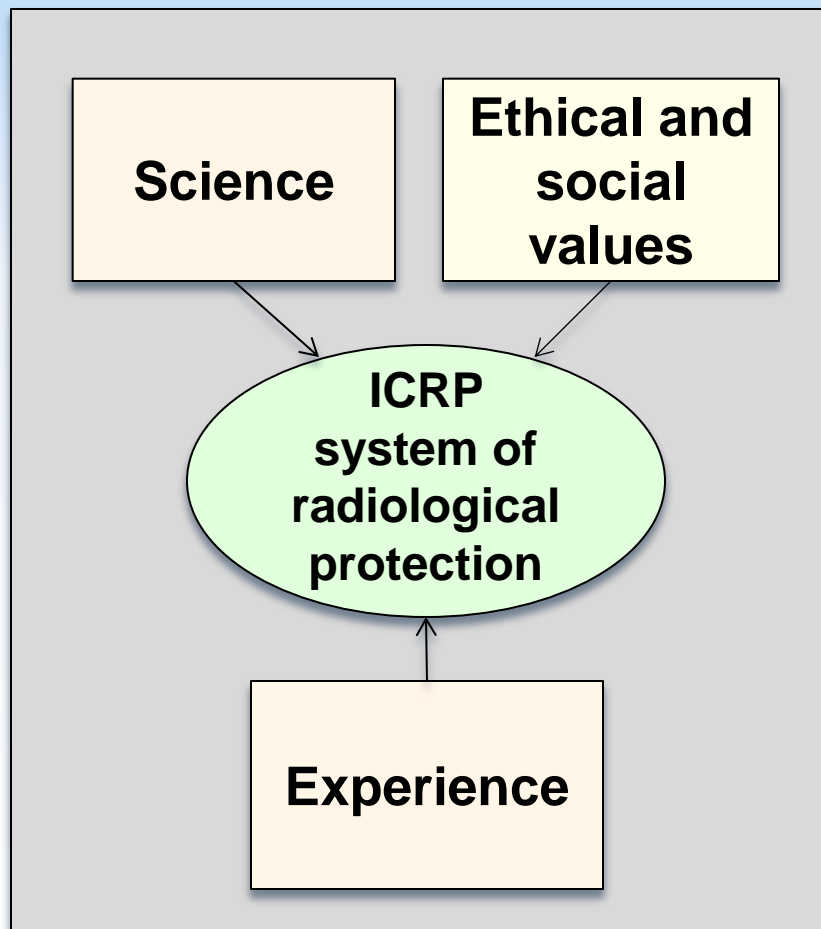 Science
Ethical and
social
values
ICRP
system of
radiological
protection
Experience